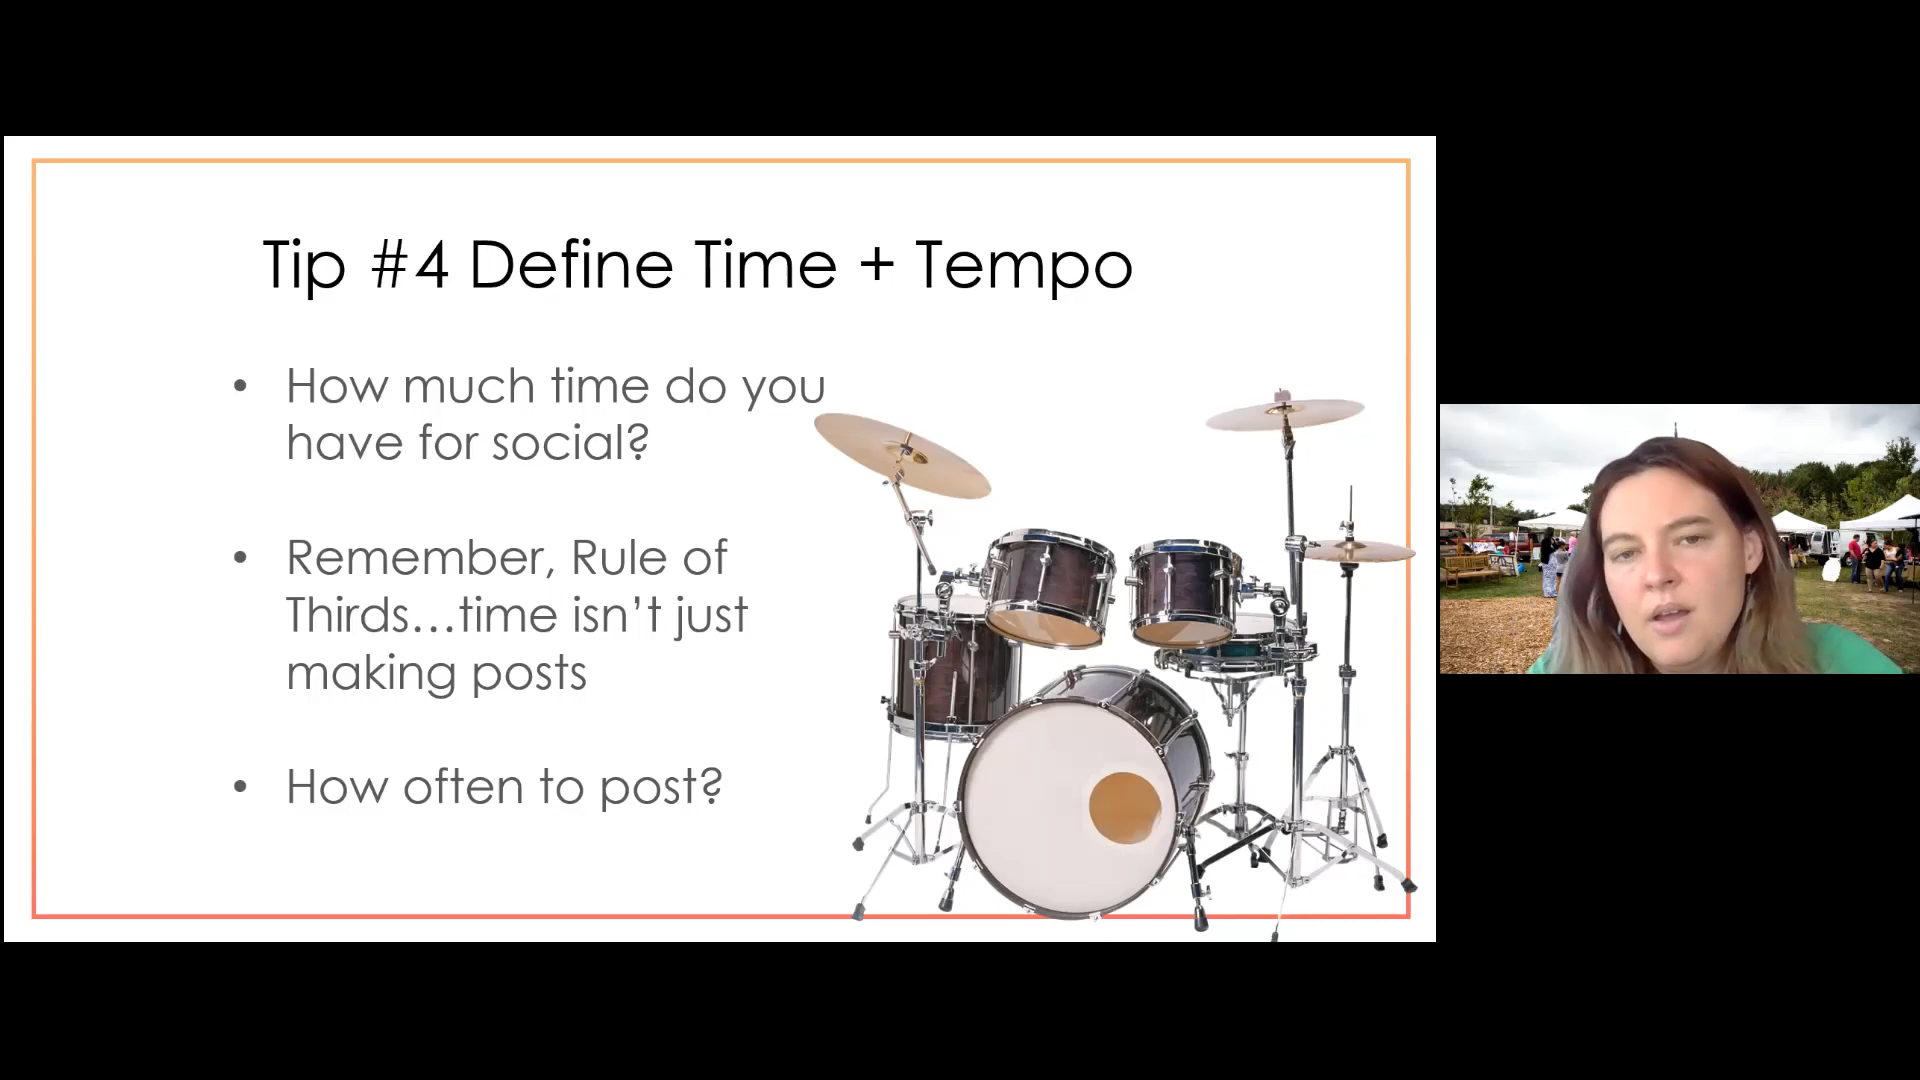 Tip #4 Define Time + Tempo
• How much time do you
have for social?
• Remember, Rule of
Thirds…time isn’t just
making posts
• How often to post?